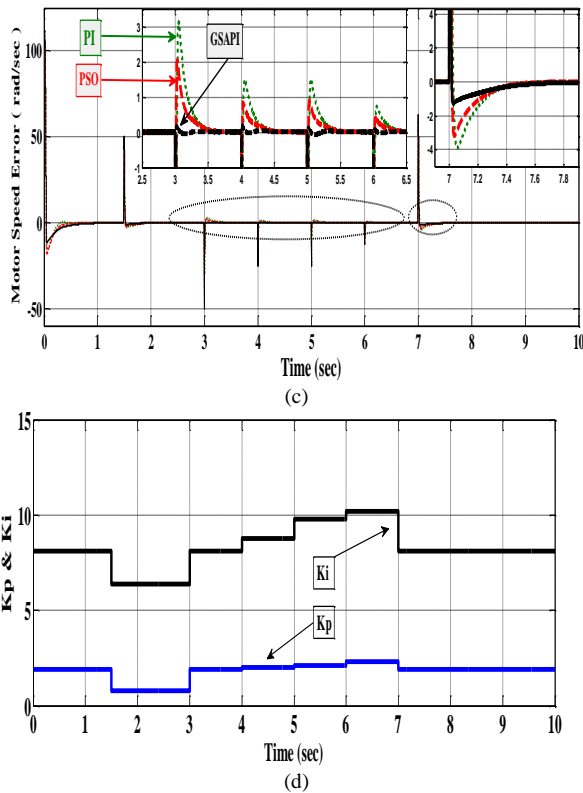 Motor Speed Error ( rad/sec )
100
50
0
-50
PI
PSO
GSAPI
3
2
1
0
-1
2.5 3 3.5 4 4.5 5 5.5 6 6.5
4
2
0
-2
-4
7 7.2 7.4 7.6 7.8
0 1 2 3 4 5 6 7 8 9 10
Time (sec)
(c)
Kp & Ki
15
10
5
0
Ki
Kp
0 1 2 3 4 5 6 7 8 9 10
Time (sec)
(d)